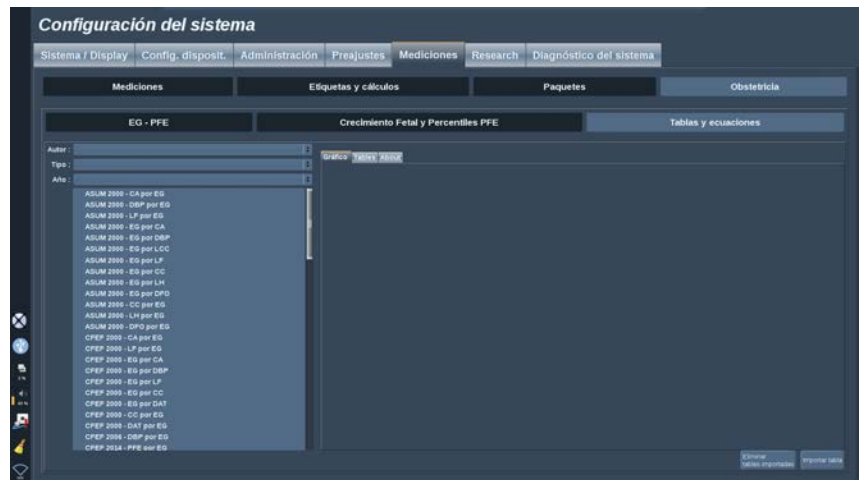 Configuración del sistema
Sistema / Display Config. disposit. Administración Preajustes Mediciones Research Diagnóstico del sistema
Mediciones Etiquetas y cálculos Paquetes Obstetricia
EG - PFE Crecimiento Fetal y Percentiles PFE Tablas y ecuaciones
Autor :
Tipo :
Año :
Gráfico Tables About
ASUM 2000 - CA por EG
ASUM 2000 - DBP por EG
ASUM 2000 - LF por EG
ASUM 2000 - EG por CA
ASUM 2000 - EG por DBP
ASUM 2000 - EG por LCC
ASUM 2000 - EG por LF
ASUM 2000 - EG por CC
ASUM 2000 - EG por LH
ASUM 2000 - EG por DFO
ASUM 2000 - CC por EG
ASUM 2000 - LH por EG
ASUM 2000 - DFO por EG
CFEF 2000 - CA por EG
CFEF 2000 - LF por EG
CFEF 2000 - EG por CA
CFEF 2000 - EG por DBP
CFEF 2000 - EG por LF
CFEF 2000 - EG por CC
CFEF 2000 - EG por DAT
CFEF 2000 - CC por EG
CFEF 2000 - DAT por EG
CFEF 2006 - DBP por EG
CFEF 2014 - PFE por EG
Eliminar
tablas importadas
Importar tabla